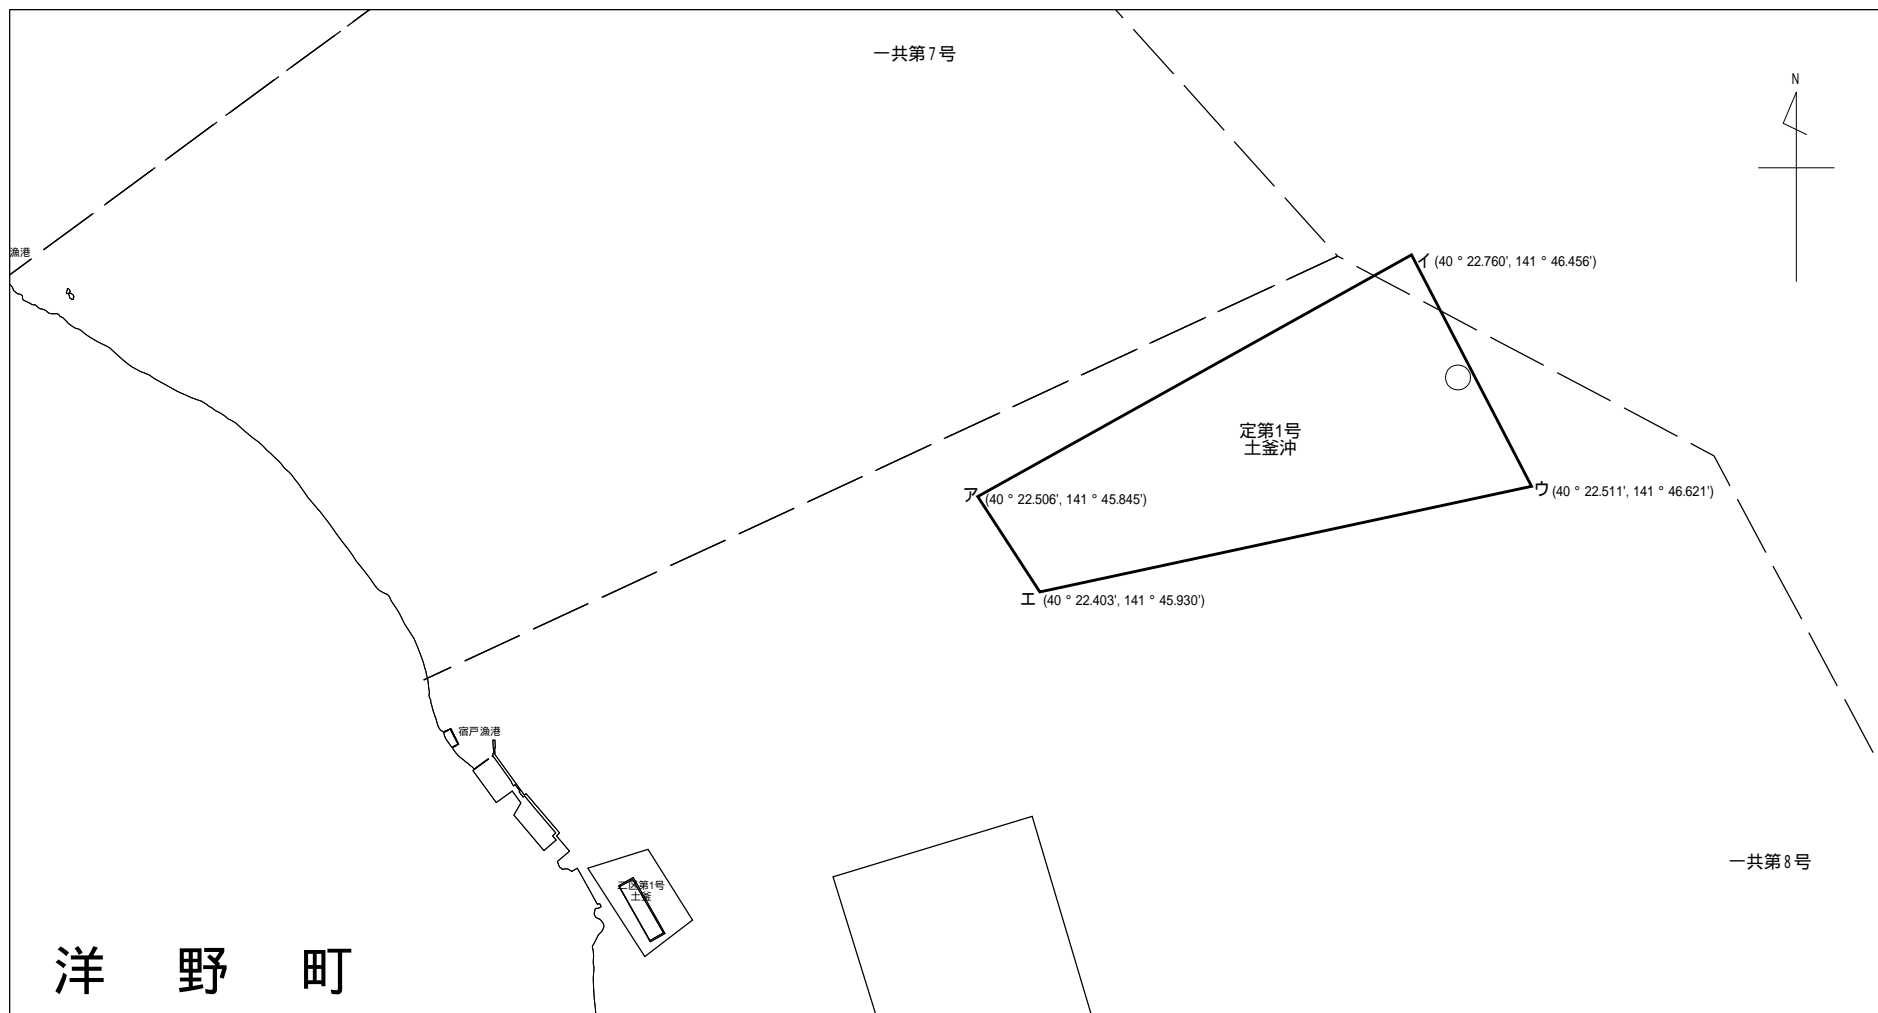 一共第7号
N
漁港
イ (40 ° 22.760', 141 ° 46.456')
定第1号
土釜沖
ア (40 ° 22.506', 141 ° 45.845')
ウ (40 ° 22.511', 141 ° 46.621')
エ (40 ° 22.403', 141 ° 45.930')
宿戸漁港
一共第8号
三区第1号
土釜
洋 野 町